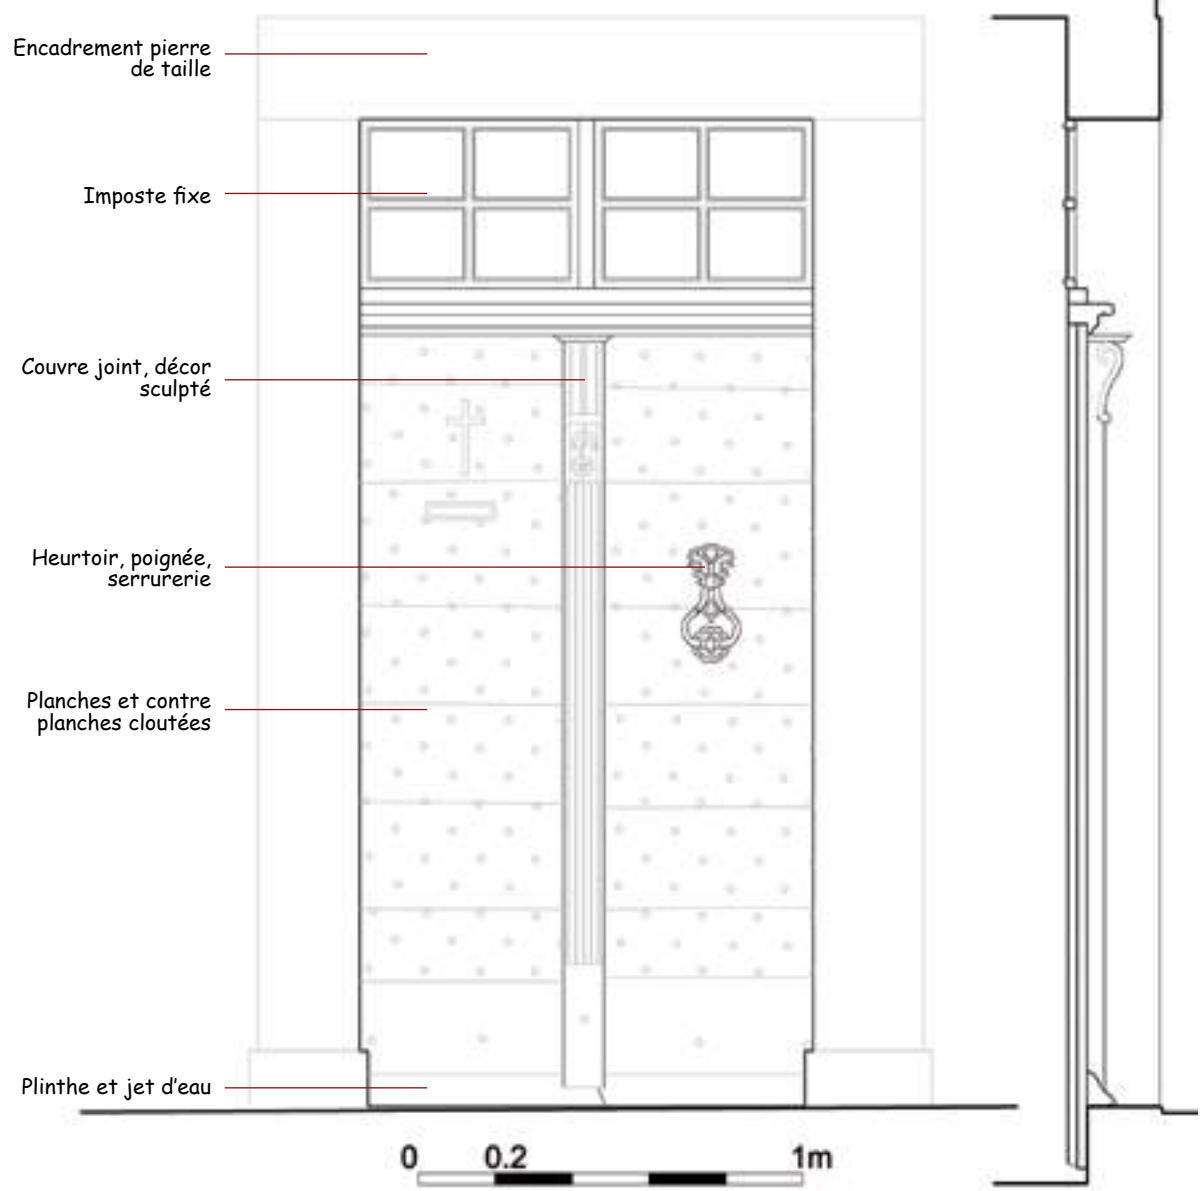 Encadrement pierre
de taille
Imposte fixe
Couvre joint, décor
sculpté
Heurtoir, poignée,
serrurerie
Planches et contre
planches cloutées
Plinthe et jet d'eau
0 0.2 1m